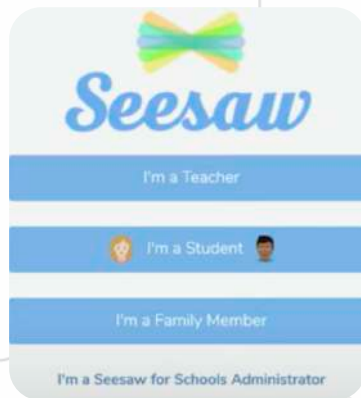 Seesaw
I'm a Teacher
I'm a Student
I'm a Family Member
I'm a Seesaw for Schools Administrator